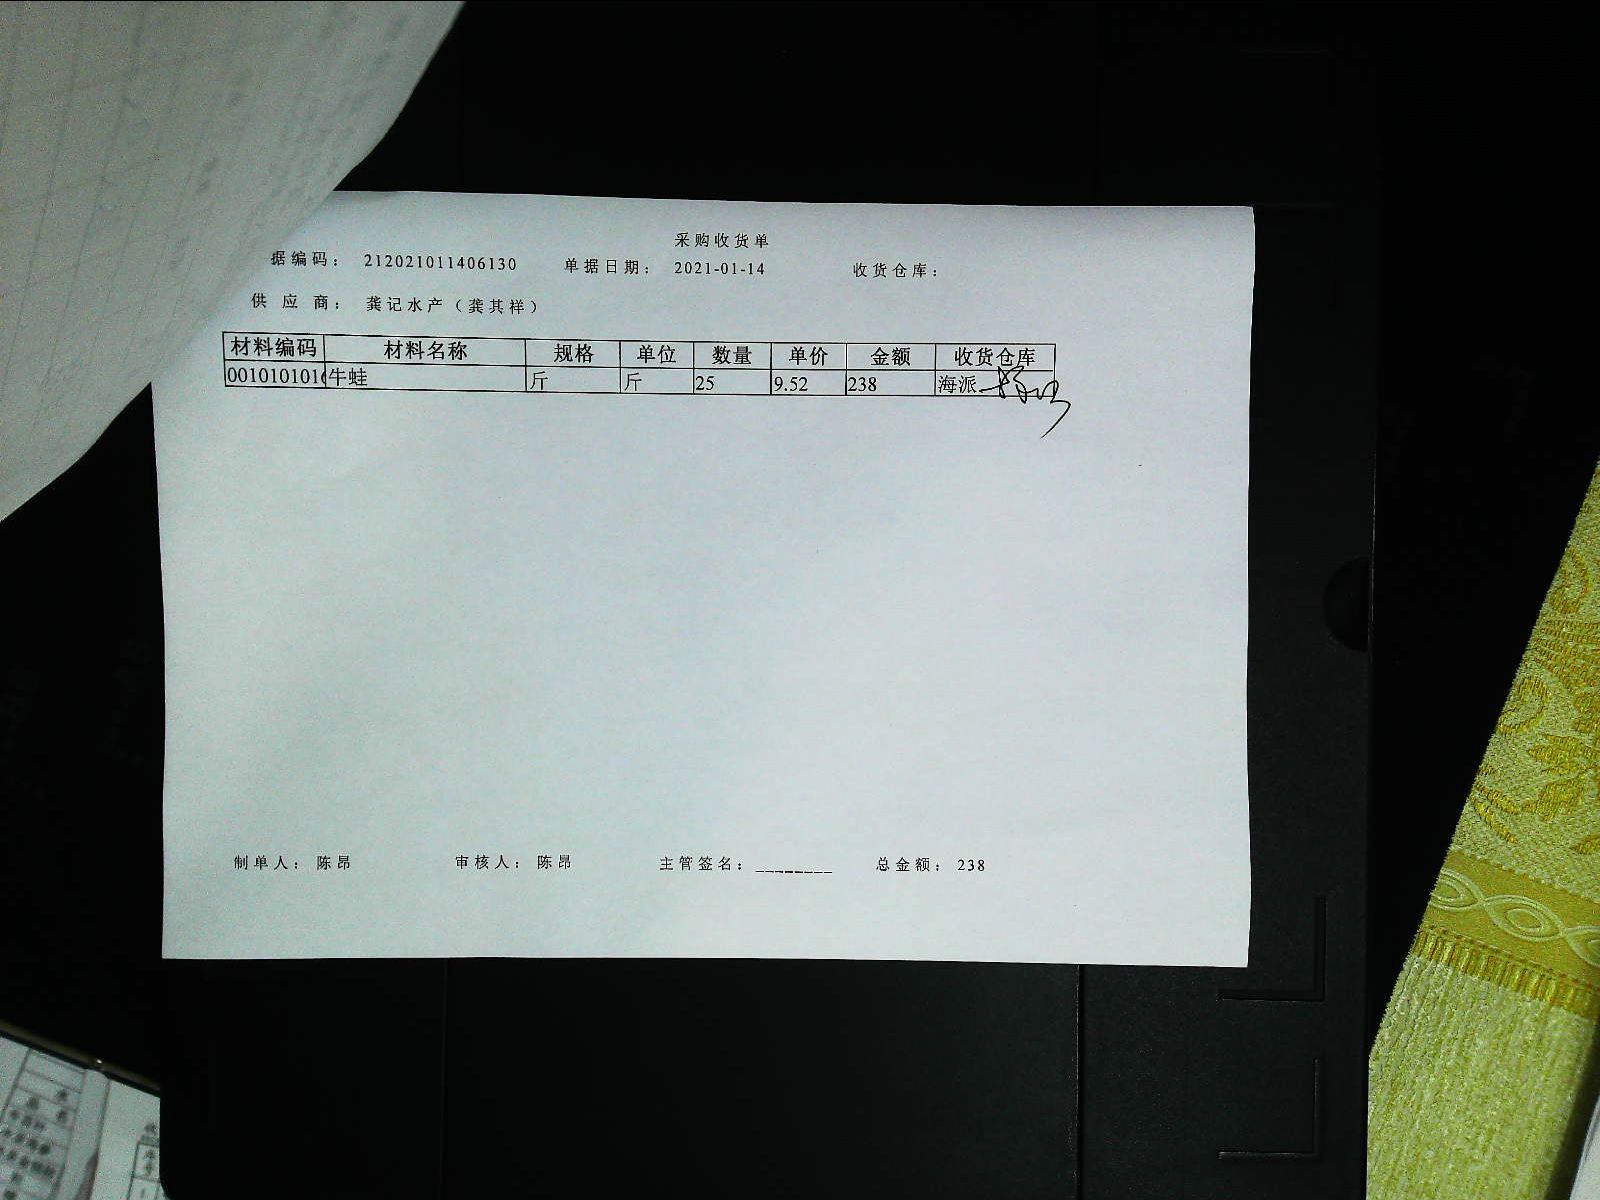 采购收货单
据编码： 212021011406130 单据日期： 2021-01-14 收货仓库：
供应商： 龚记水产（龚其祥）
材料编码 材料名称 规格 单位 数量 单价 金额 收货仓库
0010101016 牛蛙 斤 斤 25 9.52 238 海派
制单人： 陈昂 审核人： 陈昂 主管签名： ________ 总金额： 238